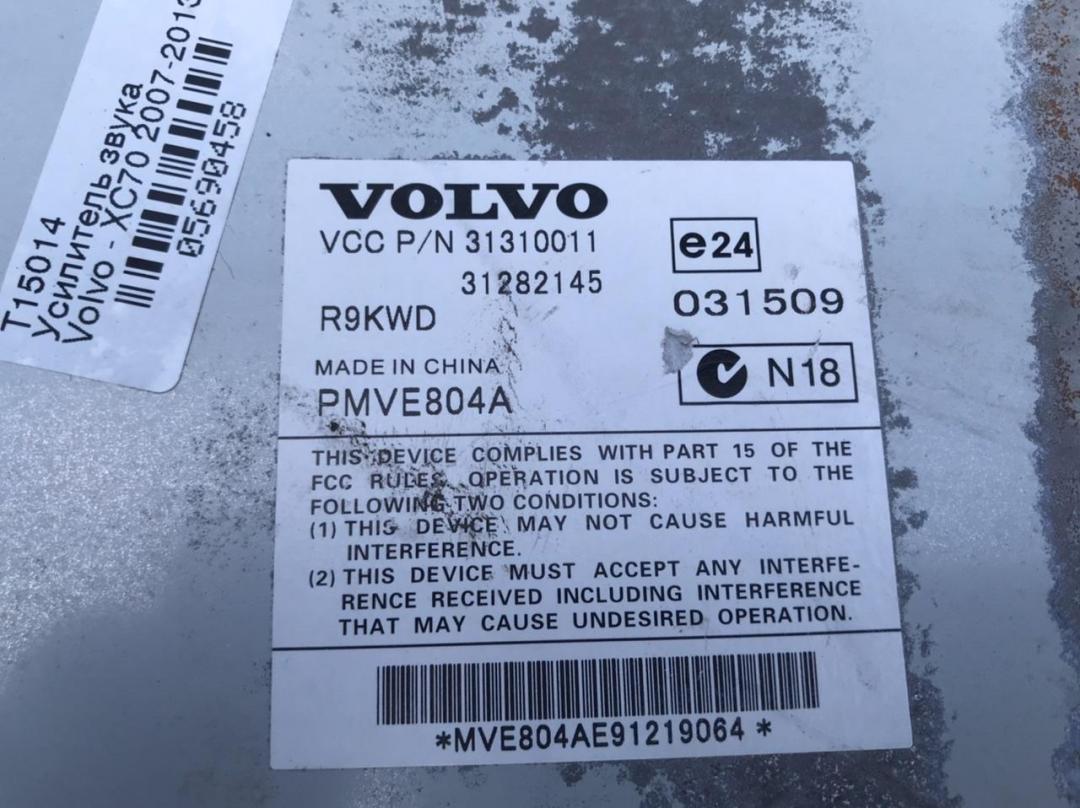 T15014
Усилитель звука
Volvo - XC70 2007-2013
05690458
VOLVO
VCC P/N 31310011
31282145
R9KWD
MADE IN CHINA
PMVE804A
e24
031509
N18
THIS DEVICE COMPLIES WITH PART 15 OF THE
FCC RULES. OPERATION IS SUBJECT TO THE
FOLLOWING TWO CONDITIONS:
(1) THIS DEVICE MAY NOT CAUSE HARMFUL
INTERFERENCE.
(2) THIS DEVICE MUST ACCEPT ANY INTERFE-
RENCE RECEIVED INCLUDING INTERFERENCE
THAT MAY CAUSE UNDESIRED OPERATION.
*MVE804AE91219064 *